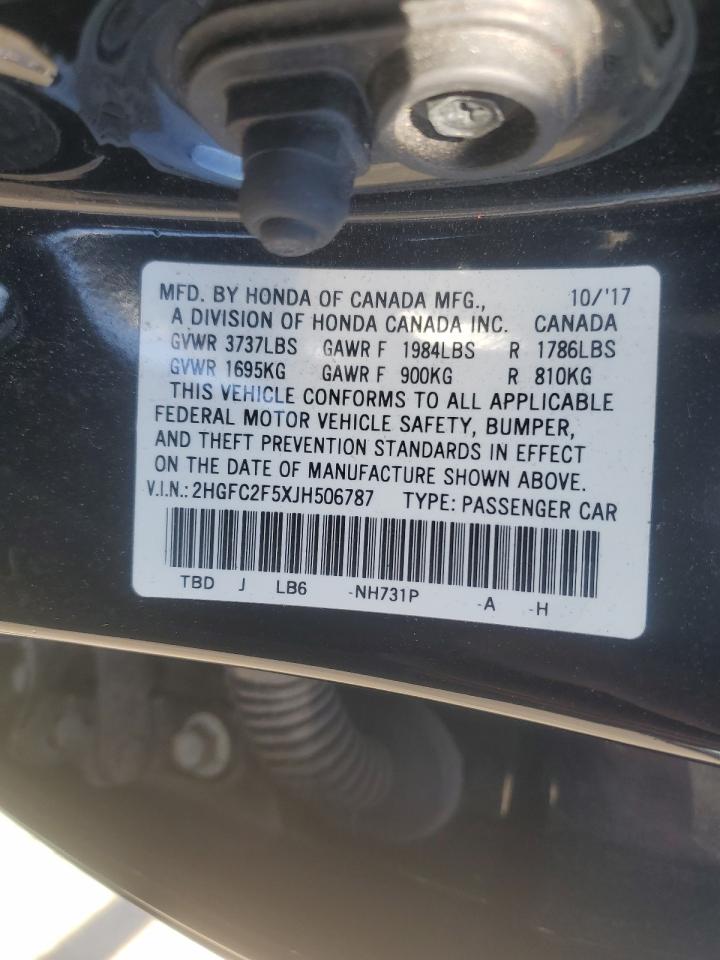 MFD. BY HONDA OF CANADA MFG., 10/'17
A DIVISION OF HONDA CANADA INC. CANADA
GVWR 3737LBS GAWR F 1984LBS R 1786LBS
GVWR 1695KG GAWR F 900KG R 810KG
THIS VEHICLE CONFORMS TO ALL APPLICABLE
FEDERAL MOTOR VEHICLE SAFETY, BUMPER,
AND THEFT PREVENTION STANDARDS IN EFFECT
ON THE DATE OF MANUFACTURE SHOWN ABOVE.
V.I.N.: 2HGFC2F5XJH506787 TYPE: PASSENGER CAR
TBD J LB6 -NH731P -A -H